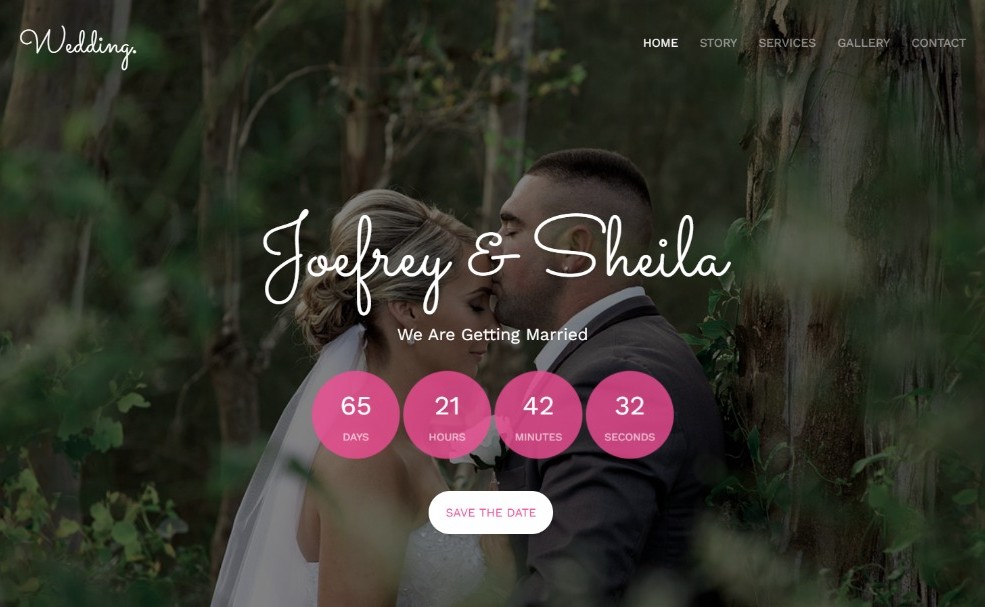 Wedding.
HOME STORY SERVICES GALLERY CONTACT
Joefrey & Sheila
We Are Getting Married
65 21 42 32
DAYS HOURS MINUTES SECONDS
SAVE THE DATE